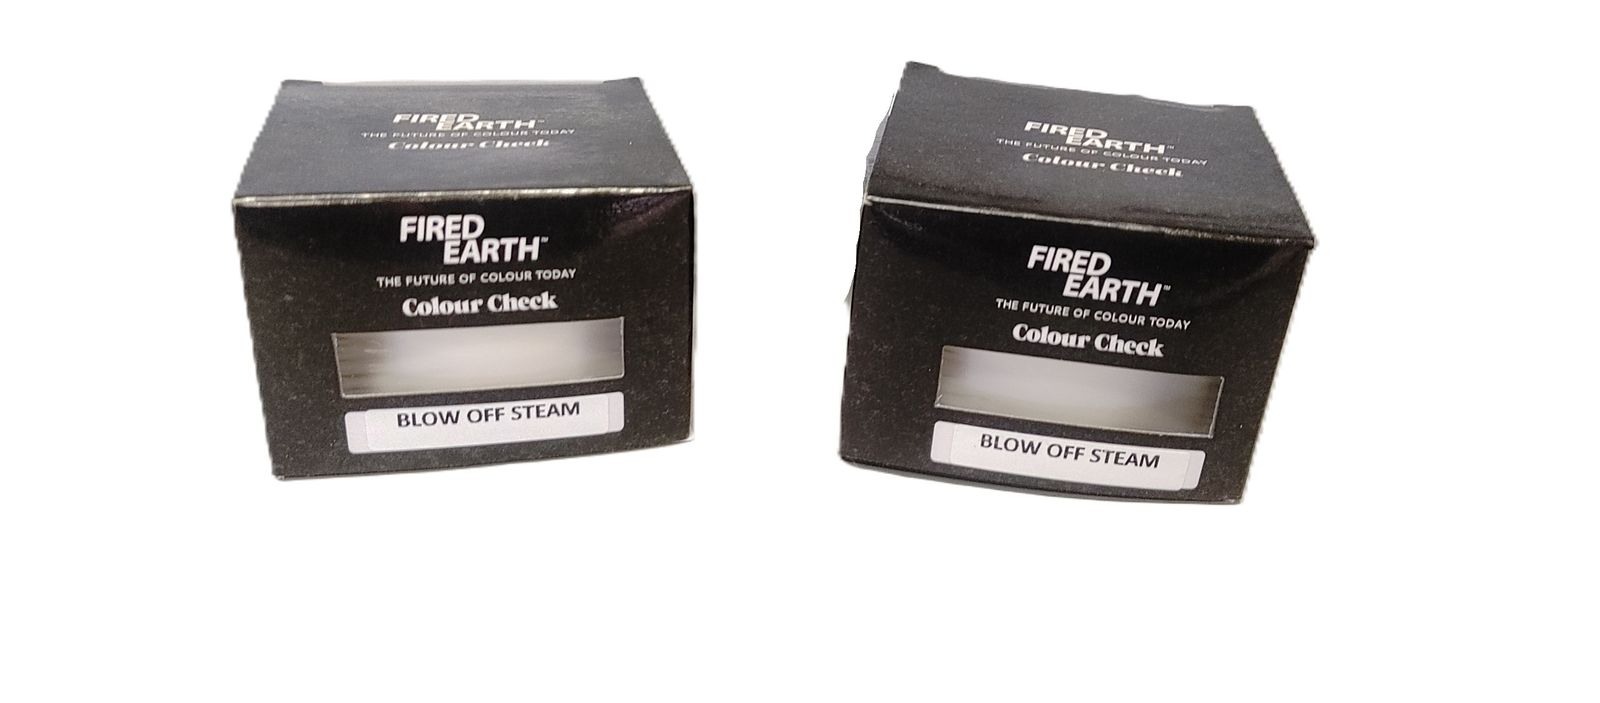 FIRED
EARTH™
THE FUTURE OF COLOUR TODAY
Colour Check
FIRED
EARTH™
THE FUTURE OF COLOUR TODAY
Colour Check
BLOW OFF STEAM
FIRED
EARTH™
THE FUTURE OF COLOUR TODAY
Colour Check
FIRED
EARTH™
THE FUTURE OF COLOUR TODAY
Colour Check
BLOW OFF STEAM